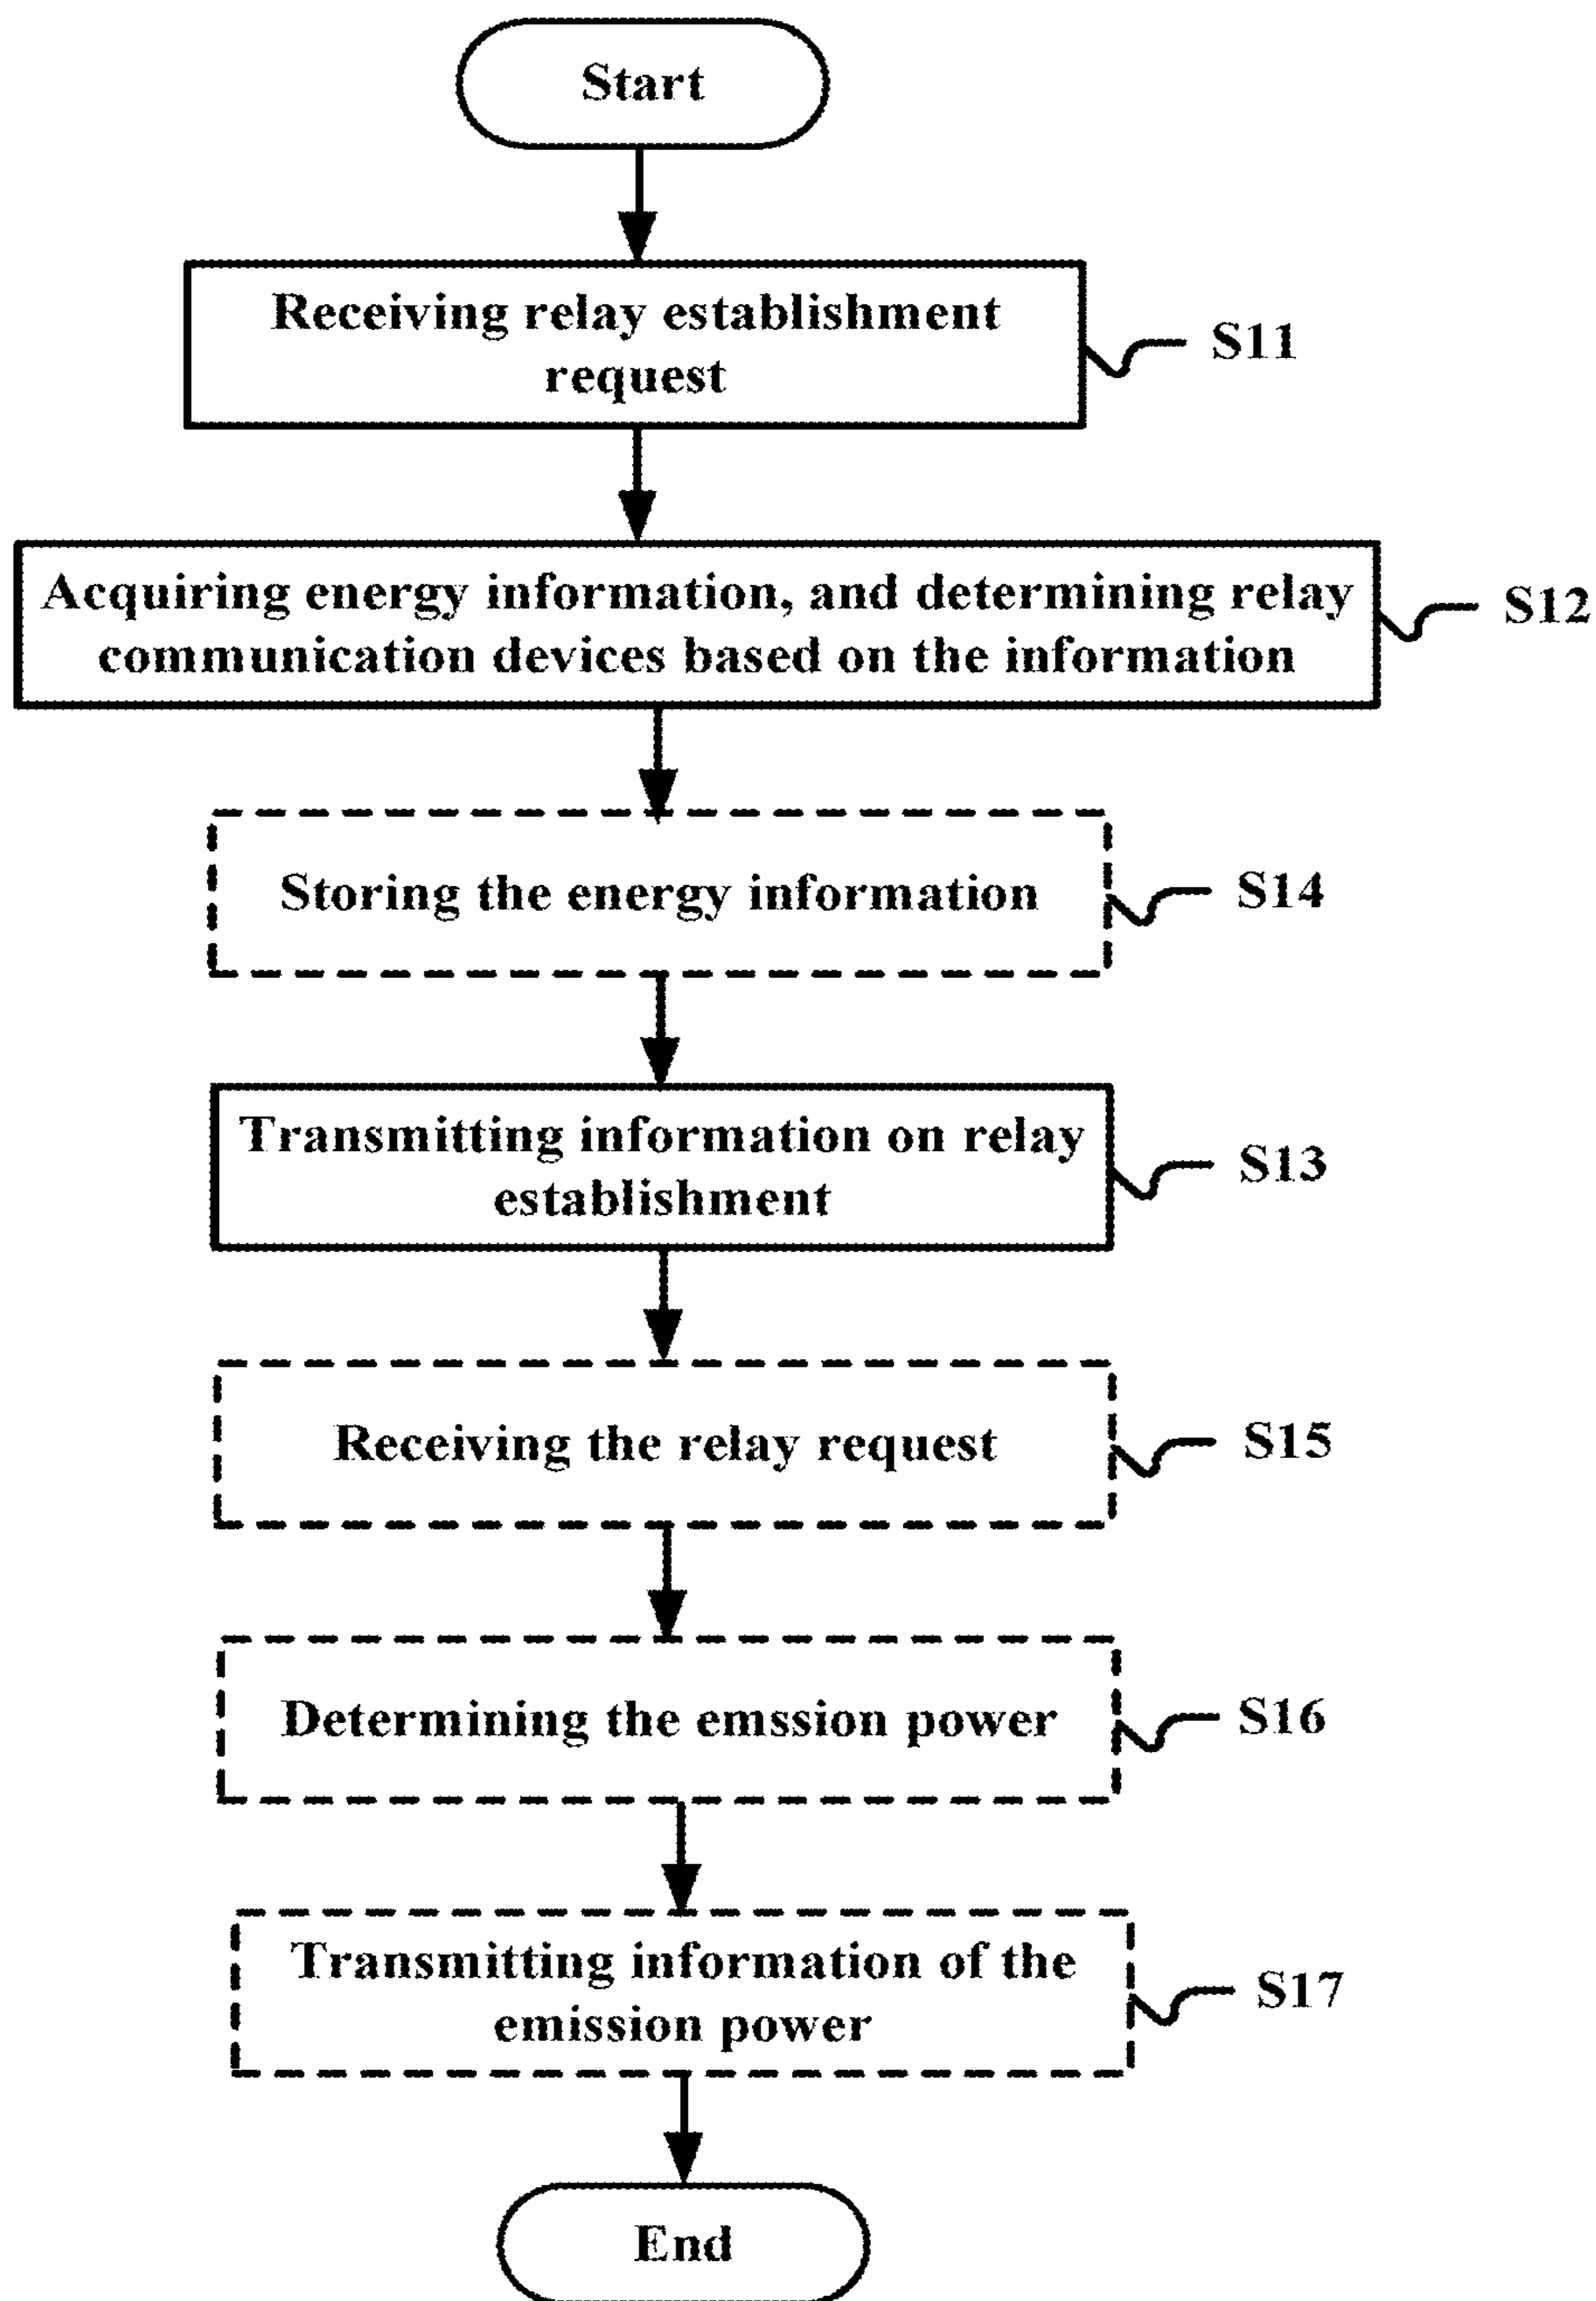 Start
Receiving relay establishment
request
S11
Acquiring energy information, and determining relay
communication devices based on the information
S12
Storing the energy information
S14
Transmitting information on relay
establishment
S13
Receiving the relay request
S15
Determining the emssion power
S16
Transmitting information of the
emission power
S17
End